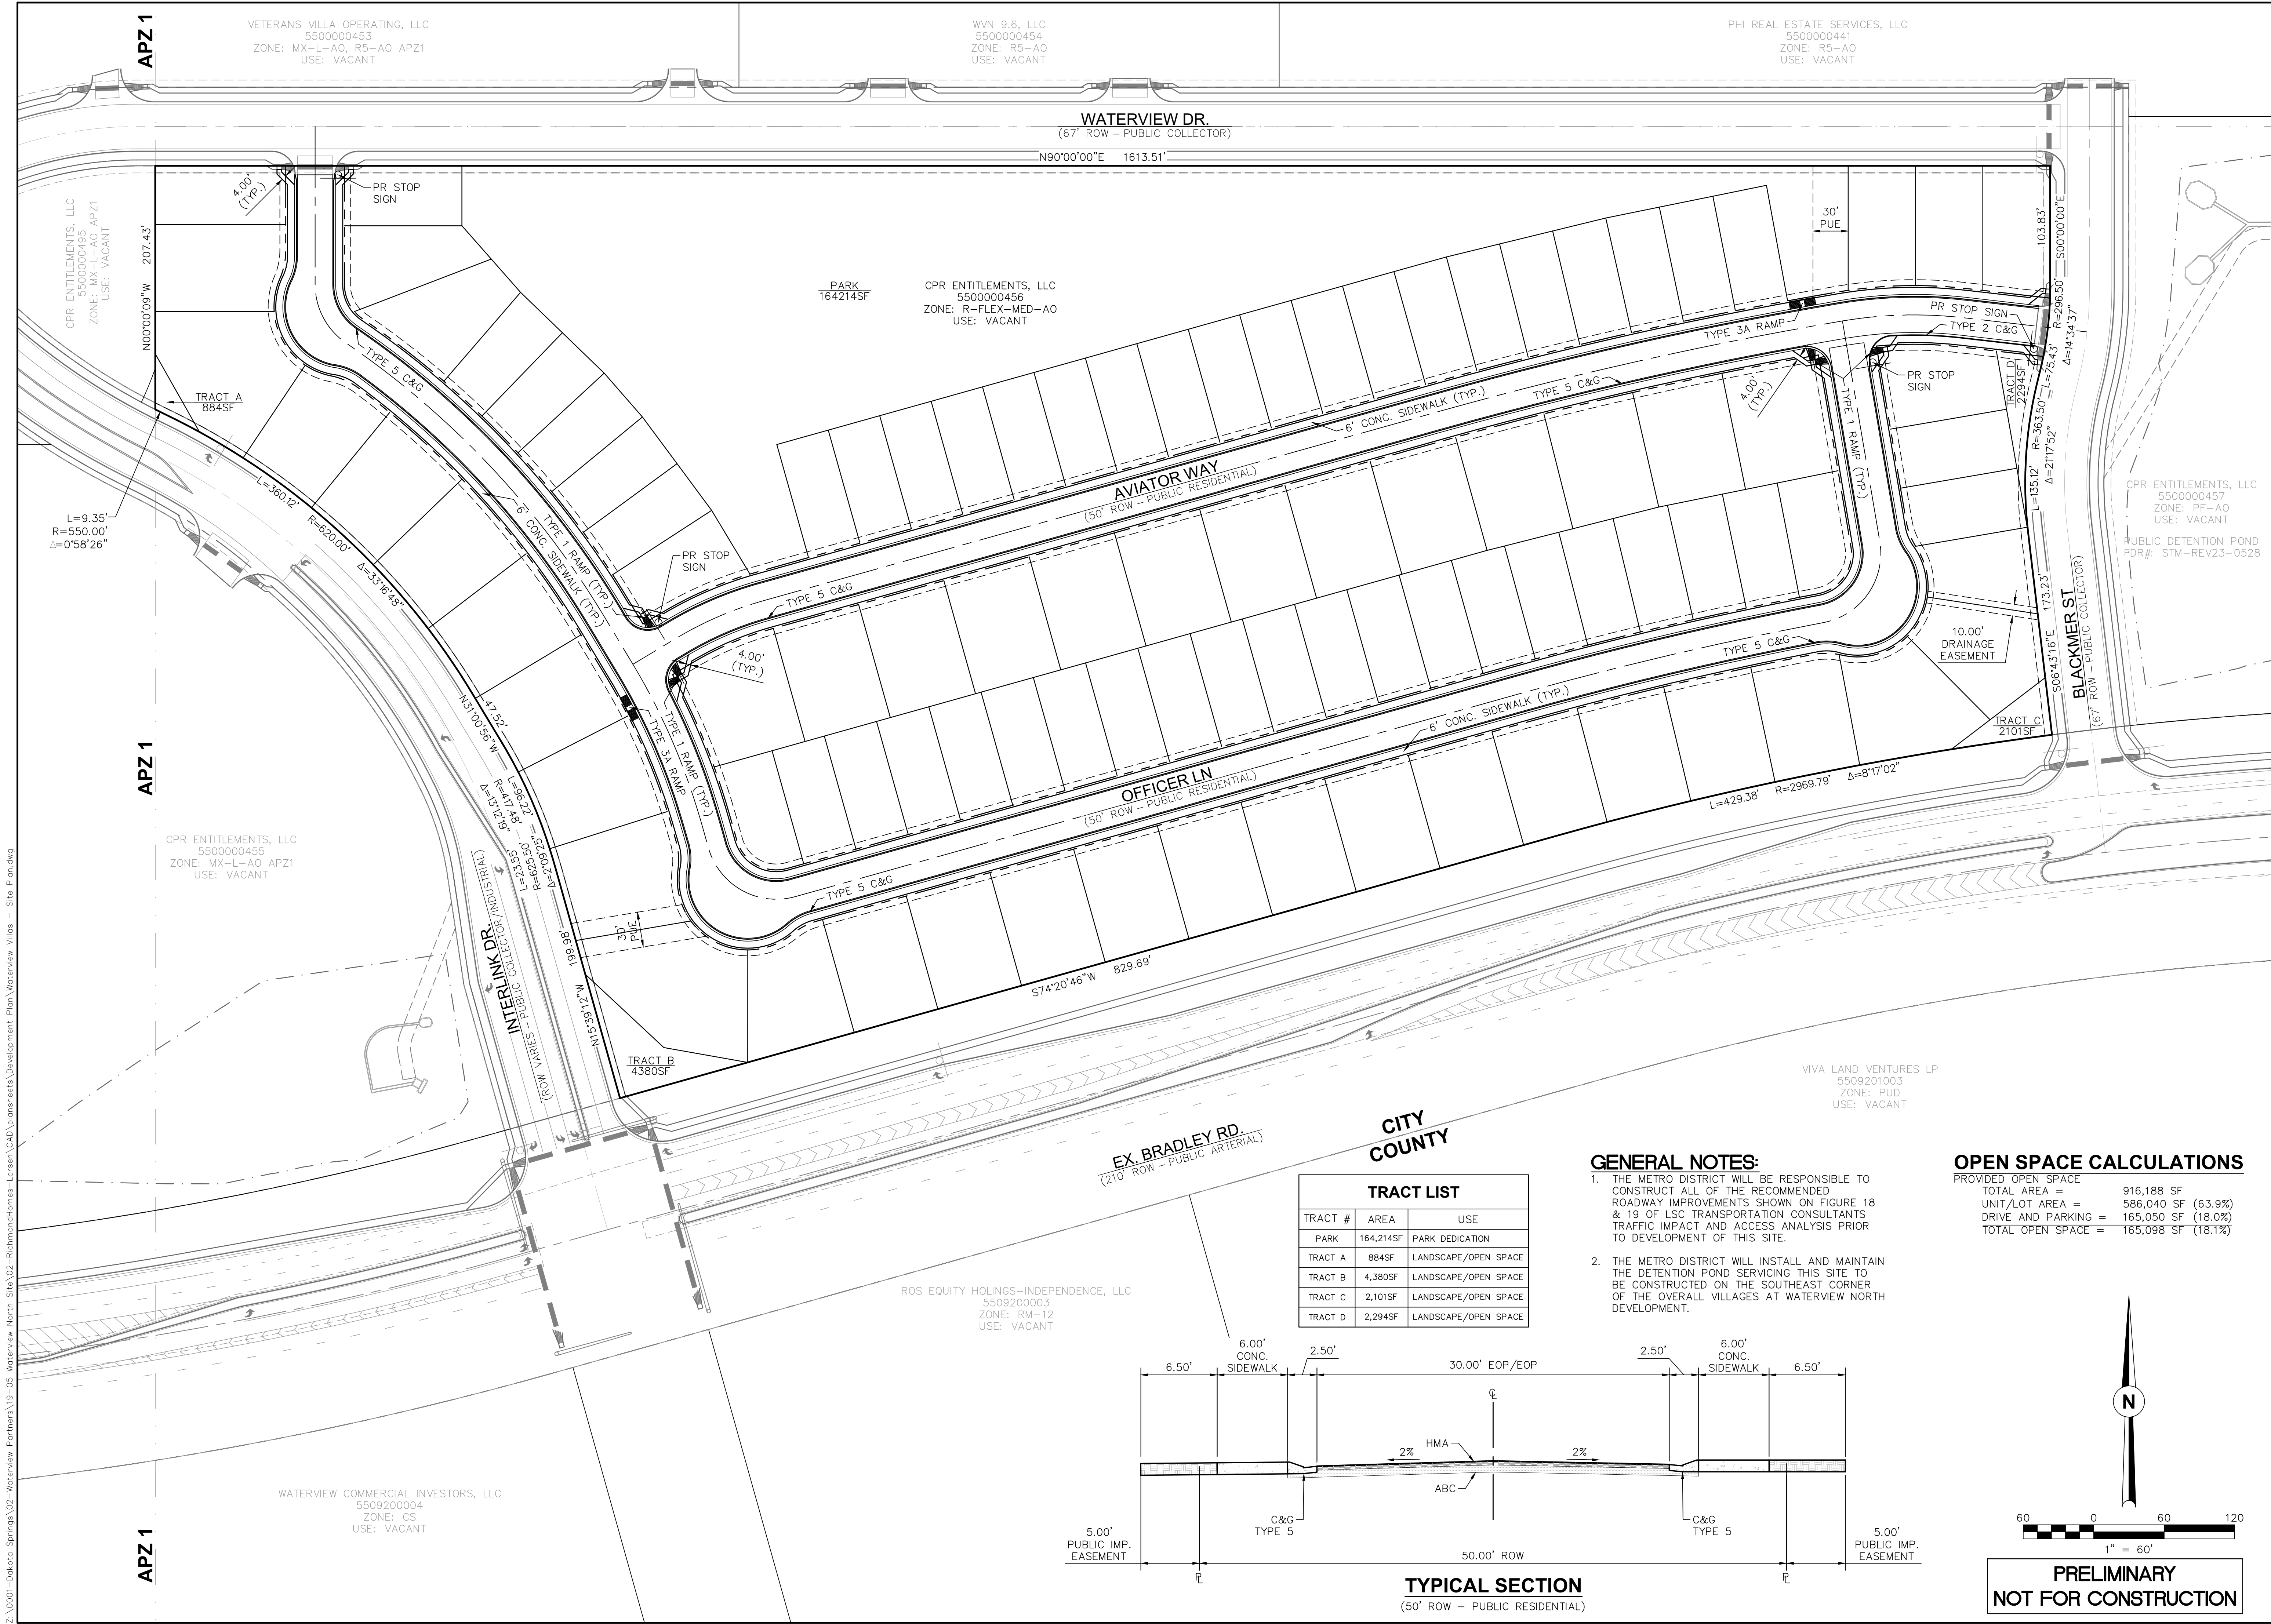 APZ 1
VETERANS VILLA OPERATING, LLC
5500000453
ZONE: MX-L-AO, R5-AO APZ1
USE: VACANT
WVN 9.6, LLC
5500000454
ZONE: R5-AO
USE: VACANT
PHI REAL ESTATE SERVICES, LLC
5500000441
ZONE: R5-AO
USE: VACANT
WATERVIEW DR.
(67' ROW - PUBLIC COLLECTOR)
N90°00'00"E 1613.51'
4.00'
(TYP.)
PR STOP
SIGN
CPR ENTITLEMENTS, LLC
5500000495
ZONE: MX-L-AO APZ1
USE: VACANT
N00°00'09"W 207.43'
PARK
164214SF
CPR ENTITLEMENTS, LLC
5500000456
ZONE: R-FLEX-MED-AO
USE: VACANT
30'
PUE
103.83'
S00°00'00"E
R=296.50'
L=75.43'
Δ=14°34'37"
PR STOP SIGN
TYPE 2 C&G
TYPE 3A RAMP
TYPE 5 C&G
TRACT A
884SF
TYPE 5 C&G
6' CONC. SIDEWALK (TYP.)
4.00'
(TYP.)
PR STOP
SIGN
TRACT D
2294SF
TYPE 1 RAMP (TYP.)
R=363.50'
L=135.12'
Δ=21°17'52"
L=9.35'
R=550.00'
Δ=0°58'26"
L=360.12' R=620.00' Δ=33°16'48"
AVIATOR WAY
(50' ROW - PUBLIC RESIDENTIAL)
TYPE 1 RAMP (TYP.)
6' CONC. SIDEWALK (TYP.)
PR STOP
SIGN
TYPE 5 C&G
CPR ENTITLEMENTS, LLC
5500000457
ZONE: PF-AO
USE: VACANT
PUBLIC DETENTION POND
PDR#: STM-REV23-0528
4.00'
(TYP.)
TYPE 5 C&G
10.00'
DRAINAGE
EASEMENT
173.23'
S06°43'16"E
BLACKMER ST
(67' ROW - PUBLIC COLLECTOR)
TRACT C
2101SF
APZ 1
47.52'
N31°00'56"W
TYPE 1 RAMP (TYP.)
TYPE 3A RAMP
6' CONC. SIDEWALK (TYP.)
OFFICER LN
(50' ROW - PUBLIC RESIDENTIAL)
L=96.22'
R=417.48'
Δ=13°12'19"
L=23.55'
R=625.50'
Δ=2°09'25"
L=429.38' R=2969.79' Δ=8°17'02"
CPR ENTITLEMENTS, LLC
5500000455
ZONE: MX-L-AO APZ1
USE: VACANT
TYPE 5 C&G
30'
PUE
199.98'
N15°39'12"W
INTERLINK DR.
(ROW VARIES - PUBLIC COLLECTOR/INDUSTRIAL)
S74°20'46"W 829.69'
TRACT B
4380SF
VIVA LAND VENTURES LP
5509201003
ZONE: PUD
USE: VACANT
EX. BRADLEY RD.
(210' ROW - PUBLIC ARTERIAL)
CITY
COUNTY
ROS EQUITY HOLINGS-INDEPENDENCE, LLC
5509200003
ZONE: RM-12
USE: VACANT
WATERVIEW COMMERCIAL INVESTORS, LLC
5509200004
ZONE: CS
USE: VACANT
APZ 1
TRACT LIST
TRACT # AREA USE
PARK 164,214SF PARK DEDICATION
TRACT A 884SF LANDSCAPE/OPEN SPACE
TRACT B 4,380SF LANDSCAPE/OPEN SPACE
TRACT C 2,101SF LANDSCAPE/OPEN SPACE
TRACT D 2,294SF LANDSCAPE/OPEN SPACE
GENERAL NOTES:
1. THE METRO DISTRICT WILL BE RESPONSIBLE TO
CONSTRUCT ALL OF THE RECOMMENDED
ROADWAY IMPROVEMENTS SHOWN ON FIGURE 18
& 19 OF LSC TRANSPORTATION CONSULTANTS
TRAFFIC IMPACT AND ACCESS ANALYSIS PRIOR
TO DEVELOPMENT OF THIS SITE.
2. THE METRO DISTRICT WILL INSTALL AND MAINTAIN
THE DETENTION POND SERVICING THIS SITE TO
BE CONSTRUCTED ON THE SOUTHEAST CORNER
OF THE OVERALL VILLAGES AT WATERVIEW NORTH
DEVELOPMENT.
OPEN SPACE CALCULATIONS
PROVIDED OPEN SPACE
TOTAL AREA = 916,188 SF
UNIT/LOT AREA = 586,040 SF (63.9%)
DRIVE AND PARKING = 165,050 SF (18.0%)
TOTAL OPEN SPACE = 165,098 SF (18.1%)
6.50'
6.00'
CONC.
SIDEWALK
2.50'
30.00' EOP/EOP
2.50'
6.00'
CONC.
SIDEWALK
6.50'
2%
HMA
2%
ABC
C&G
TYPE 5
C&G
TYPE 5
5.00'
PUBLIC IMP.
EASEMENT
50.00' ROW
5.00'
PUBLIC IMP.
EASEMENT
TYPICAL SECTION
(50' ROW - PUBLIC RESIDENTIAL)
N
60 0 60 120
1" = 60'
PRELIMINARY
NOT FOR CONSTRUCTION
Z:\0001-Dakota Springs\02-Waterview Partners\19-05 Waterview North Site\02-RichmondHomes-Larsen\CAD\plansheets\Development Plan\Waterview Villas - Site Plan.dwg